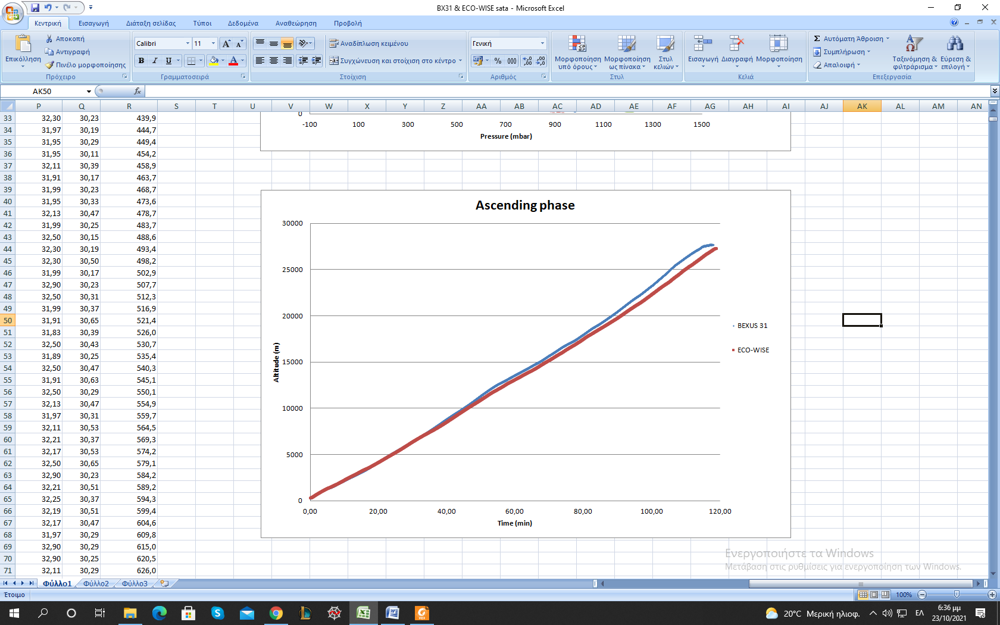 BX31 & ECO-WISE sata - Microsoft Excel
Κεντρική Εισαγωγή Διάταξη σελίδας Τύποι Δεδομένα Αναθεώρηση Προβολή
Επικόλληση
Αποκοπή
Αντιγραφή
Πινέλο μορφοποίησης
Πρόχειρο
Calibri 11
B I U
Γραμματοσειρά
Αναδίπλωση κειμένου
Συγχώνευση και στοίχιση στο κέντρο
Στοίχιση
Γενική
% 000
Αριθμός
Μορφοποίηση υπό όρους
Μορφοποίηση ως πίνακα
Στυλ κελιών
Στυλ
Εισαγωγή Διαγραφή Μορφοποίηση
Κελιά
Σ Αυτόματη Άθροιση
Συμπλήρωση
Απαλοιφή
Ταξινόμηση & φιλτράρισμα
Εύρεση & επιλογή
Επεξεργασία
AK50 fx
P Q R S T U V W X Y Z AA AB AC AD AE AF AG AH AI AJ AK AL AM AN
33 32,30 30,23 439,9
34 31,97 30,19 444,7
35 31,95 30,29 449,4
36 31,95 30,11 454,2
37 32,11 30,39 458,9
38 31,91 30,17 463,7
39 31,99 30,23 468,7
40 31,95 30,33 473,6
41 32,13 30,47 478,7
42 31,99 30,25 483,7
43 32,50 30,15 488,6
44 32,30 30,19 493,4
45 32,30 30,50 498,2
46 31,99 30,17 502,9
47 32,90 30,23 507,7
48 32,50 30,31 512,3
49 31,99 30,37 516,9
50 31,91 30,65 521,4
51 31,83 30,39 526,0
52 32,50 30,43 530,7
53 31,89 30,25 535,4
54 32,50 30,47 540,3
55 31,91 30,63 545,1
56 32,50 30,29 550,1
57 32,13 30,47 554,9
58 31,97 30,31 559,7
59 32,11 30,53 564,5
60 32,21 30,37 569,3
61 32,17 30,53 574,2
62 32,50 30,65 579,1
63 32,90 30,23 584,2
64 32,21 30,51 589,2
65 32,25 30,37 594,3
66 32,19 30,51 599,4
67 32,17 30,47 604,6
68 31,97 30,29 609,8
69 32,90 30,29 615,0
70 32,90 30,25 620,5
71 32,11 30,29 626,0
0
-100 100 300 500 700 900 1100 1300 1500
Pressure (mbar)
Ascending phase
30000
25000
20000
15000
10000
5000
0
Altitude (m)
0,00 20,00 40,00 60,00 80,00 100,00 120,00
Time (min)
BEXUS 31
ECO-WISE
Ενεργοποιήστε τα Windows
Μετάβαση στις ρυθμίσεις για ενεργοποίηση των Windows.
Φύλλο1 Φύλλο2 Φύλλο3
Έτοιμο
100%
20°C Μερική ηλιοφ.
ΕΛ
6:36 μμ
23/10/2021